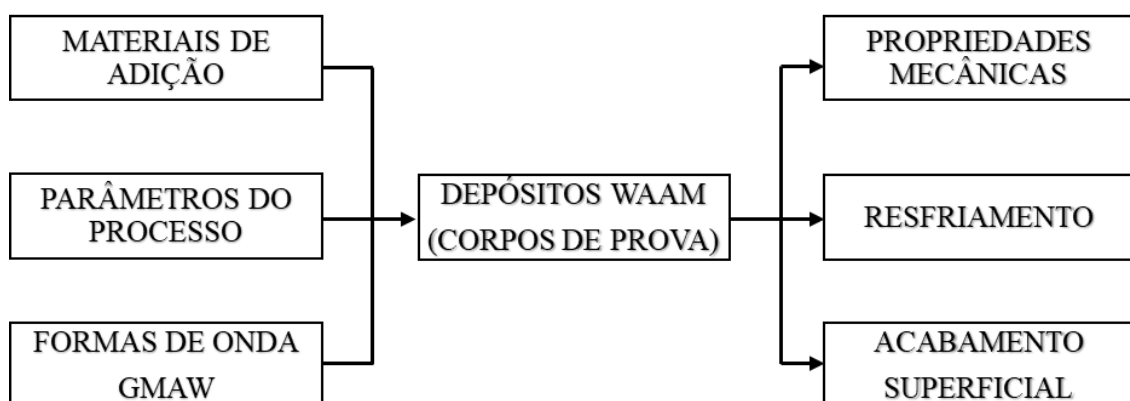 MATERIAIS DE
ADIÇÃO
PARÂMETROS DO
PROCESSO
FORMAS DE ONDA
GMAW
DEPÓSITOS WAAM
(CORPOS DE PROVA)
PROPRIEDADES
MECÂNICAS
RESFRIAMENTO
ACABAMENTO
SUPERFICIAL